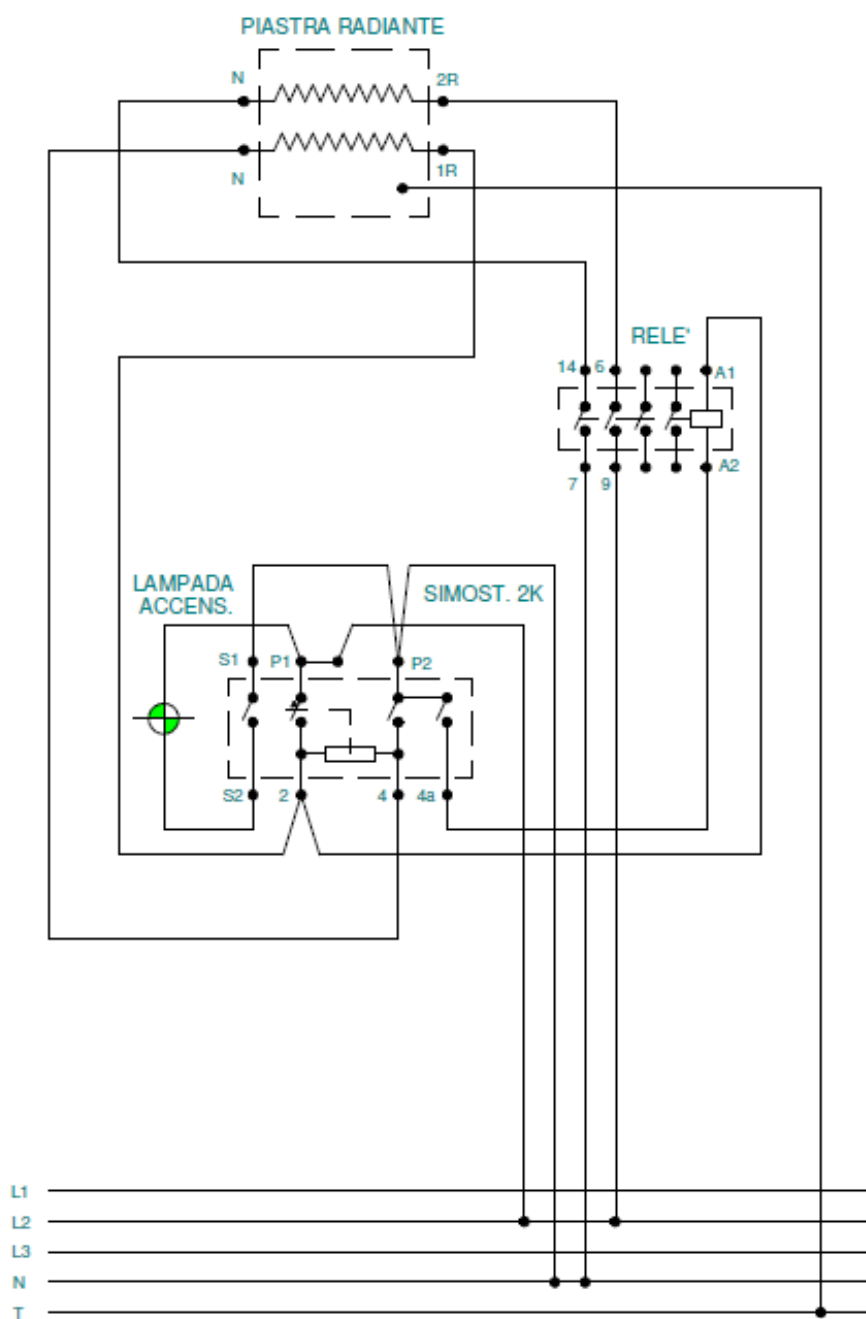 PIASTRA RADIANTE
N
2R
N
1R
RELE'
14
6
A1
A2
7
9
LAMPADA
ACCENS.
SIMOST. 2K
S1
P1
P2
S2
2
4
4a
L1
L2
L3
N
T